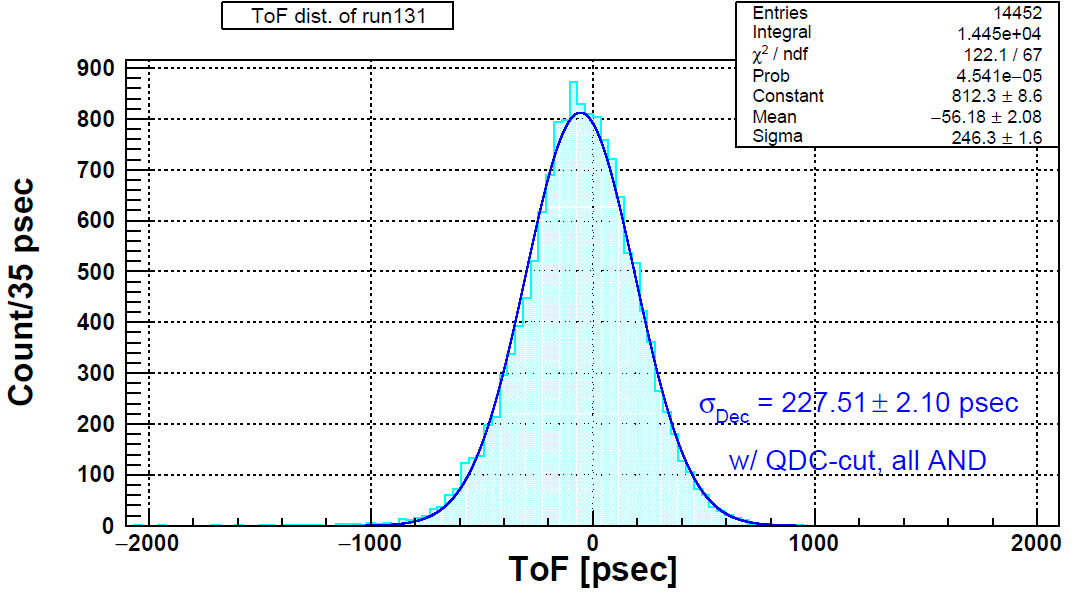 ToF dist. of run131
Entries 14452
Integral 1.445e+04
χ² / ndf 122.1 / 67
Prob 4.541e−05
Constant 812.3 ± 8.6
Mean −56.18 ± 2.08
Sigma 246.3 ± 1.6
Count/35 psec
900
800
700
600
500
400
300
200
100
0
σDec = 227.51 ± 2.10 psec
w/ QDC-cut, all AND
−2000 −1000 0 1000 2000
ToF [psec]